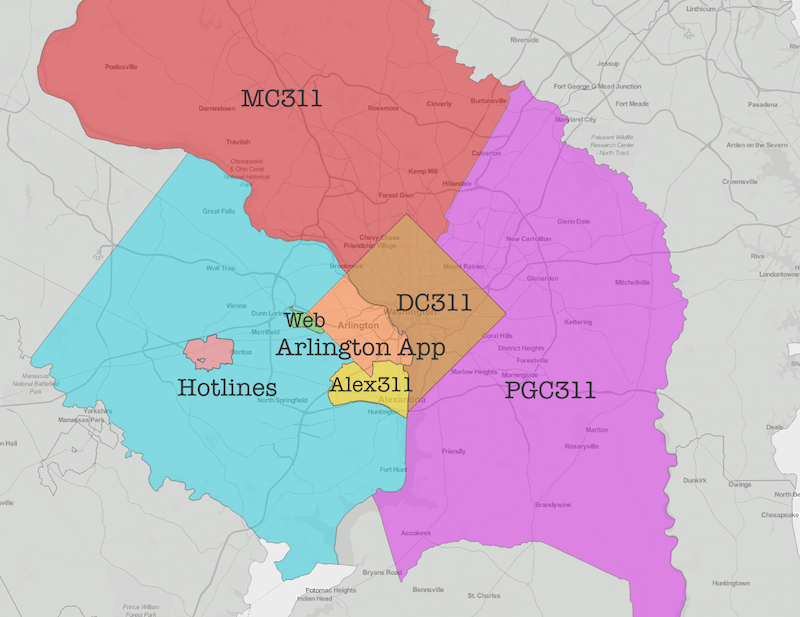 Linthicum
Riverside
Jessup
Poolesville
Fort George G Mead Junction
MC311
Burtonsville
Fort Meade
Pasadena
Darnestown
Rossmoor
Cloverly
Maryland City
Travilah
Patuxent Wildlife
Research Center
- North Tract
Arden on the Severn
Chesapeake
& Ohio Canal
National Historical
Park
Calverton
Kemp Mill
Hillandale
Crownsville
Forest Glen
Great Falls
Glenn Dale
Chevy Chase
Friendship Village
New Carrollton
Riva
Wolf Trap
Brookmont
Mount Rainier
Glenarden
Mitchellville
Londontowne
Vienna
DC311
Dunn Loring
Web
Washington
Arlington
Kettering
Merrifield
Coral Hills
Mantua
Arlington App
District Heights
Forestville
Manassas
National Battlefield
Park
Hotlines
Alex311
Marlow Heights
Morningside
PGC311
North Springfield
Alexandria
Yorkshire
Huntington
Manassas Park
Marlton
Deale
Rosaryville
Friendly
Fort Hunt
Dunkirk
Owings
North Be
Brandywine
Chesapeake
Accokeek
Bryans Road
Potomac Heights
Indian Head
Bennsville
St. Charles
Huntingtown
Prince William
Forest Park